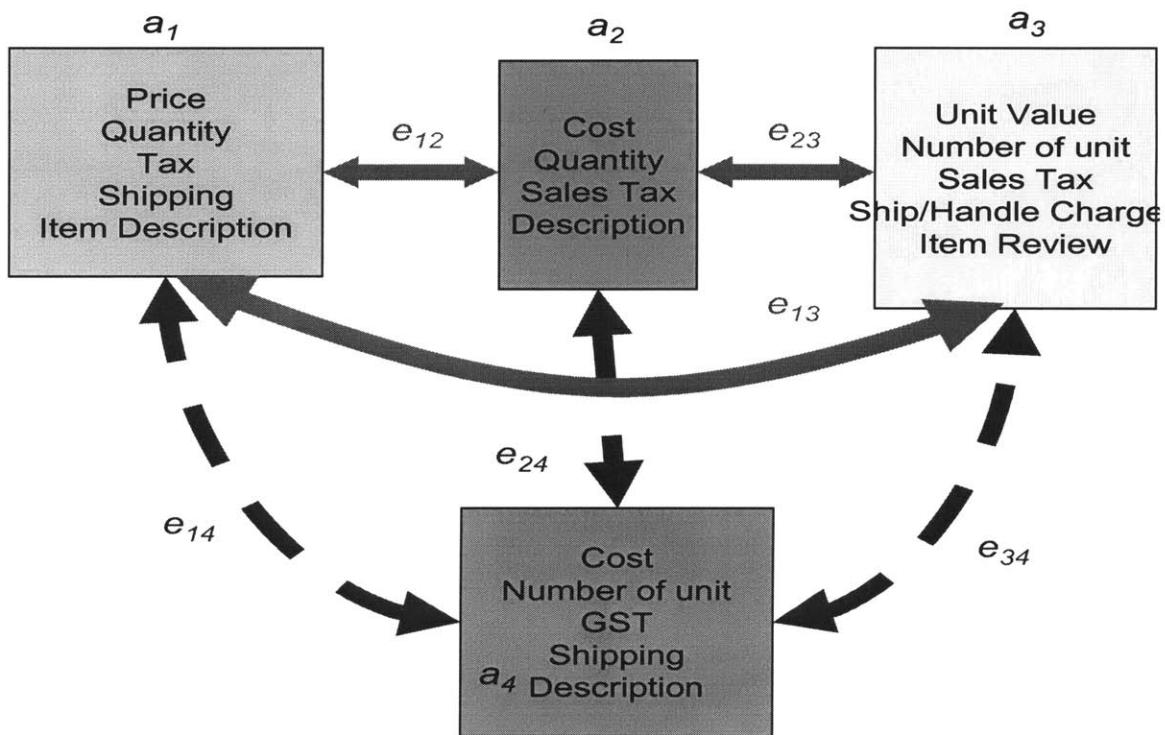 a1
a2
a3
Price
Quantity
Tax
Shipping
Item Description
e12
Cost
Quantity
Sales Tax
Description
e23
Unit Value
Number of unit
Sales Tax
Ship/Handle Charge
Item Review
e13
e24
e14
e34
Cost
Number of unit
GST
Shipping
Description
a4